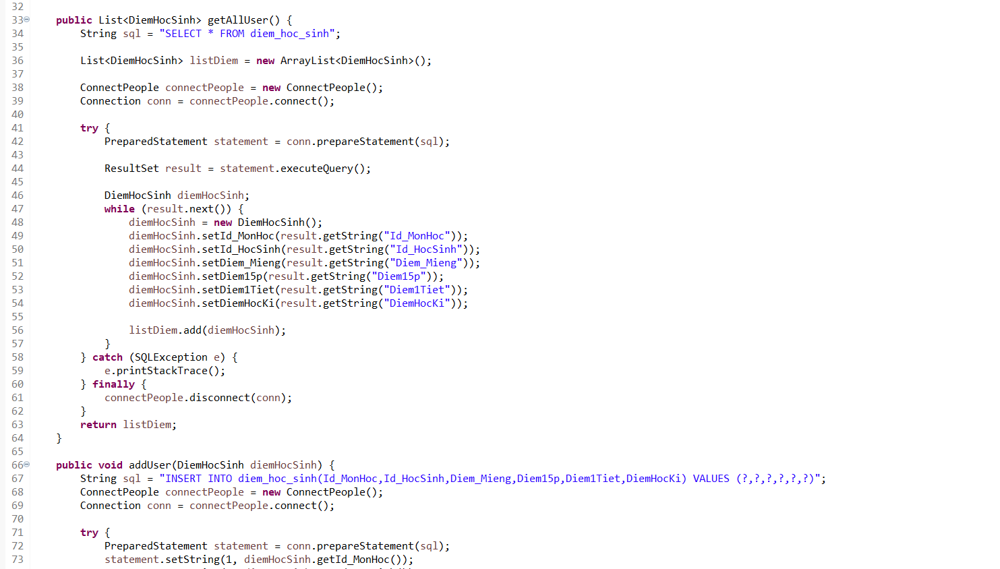 32
33 public List<DiemHocSinh> getAllUser() {
34 String sql = "SELECT * FROM diem_hoc_sinh";
35
36 List<DiemHocSinh> listDiem = new ArrayList<DiemHocSinh>();
37
38 ConnectPeople connectPeople = new ConnectPeople();
39 Connection conn = connectPeople.connect();
40
41 try {
42 PreparedStatement statement = conn.prepareStatement(sql);
43
44 ResultSet result = statement.executeQuery();
45
46 DiemHocSinh diemHocSinh;
47 while (result.next()) {
48 diemHocSinh = new DiemHocSinh();
49 diemHocSinh.setId_MonHoc(result.getString("Id_MonHoc"));
50 diemHocSinh.setId_HocSinh(result.getString("Id_HocSinh"));
51 diemHocSinh.setDiem_Mieng(result.getString("Diem_Mieng"));
52 diemHocSinh.setDiem15p(result.getString("Diem15p"));
53 diemHocSinh.setDiem1Tiet(result.getString("Diem1Tiet"));
54 diemHocSinh.setDiemHocKi(result.getString("DiemHocKi"));
55
56 listDiem.add(diemHocSinh);
57 }
58 } catch (SQLException e) {
59 e.printStackTrace();
60 } finally {
61 connectPeople.disconnect(conn);
62 }
63 return listDiem;
64 }
65
66 public void addUser(DiemHocSinh diemHocSinh) {
67 String sql = "INSERT INTO diem_hoc_sinh(Id_MonHoc,Id_HocSinh,Diem_Mieng,Diem15p,Diem1Tiet,DiemHocKi) VALUES (?,?,?,?,?,?)";
68 ConnectPeople connectPeople = new ConnectPeople();
69 Connection conn = connectPeople.connect();
70
71 try {
72 PreparedStatement statement = conn.prepareStatement(sql);
73 statement.setString(1, diemHocSinh.getId_MonHoc());